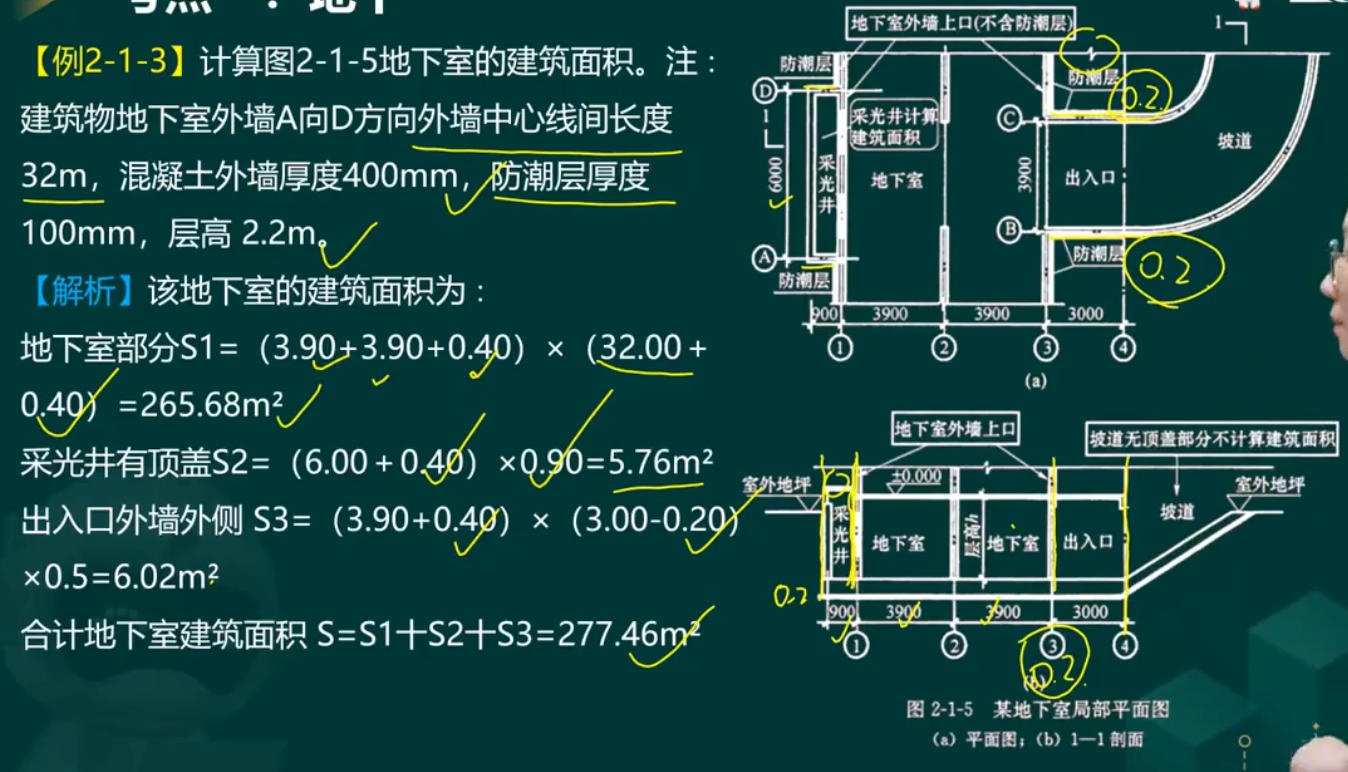 考点一：地下
【例2-1-3】计算图2-1-5地下室的建筑面积。注：
建筑物地下室外墙A向D方向外墙中心线间长度
32m，混凝土外墙厚度400mm，防潮层厚度
100mm，层高 2.2m。
【解析】该地下室的建筑面积为：
地下室部分S1=（3.90+3.90+0.40）×（32.00 +
0.40）=265.68m²
采光井有顶盖S2=（6.00 + 0.40）×0.90=5.76m²
出入口外墙外侧 S3=（3.90+0.40）×（3.00-0.20）
×0.5=6.02m²
合计地下室建筑面积 S=S1十S2十S3=277.46m²
地下室外墙上口(不含防潮层)
1
防潮层
防潮层
0.2
D
1
采光井计算
建筑面积
C
坡道
采光井
6000
地下室
3900
出入口
B
A
防潮层
0.2
防潮层
900
3900
3900
3000
1
2
3
4
(a)
地下室外墙上口
坡道无顶盖部分不计算建筑面积
室外地坪
±0.000
室外地坪
坡道
采光井
地下室
层高h
地下室
出入口
0.2
900
3900
3900
3000
1
2
3
4
0.2
(b)
图 2-1-5 某地下室局部平面图
(a) 平面图；(b) 1—1 剖面